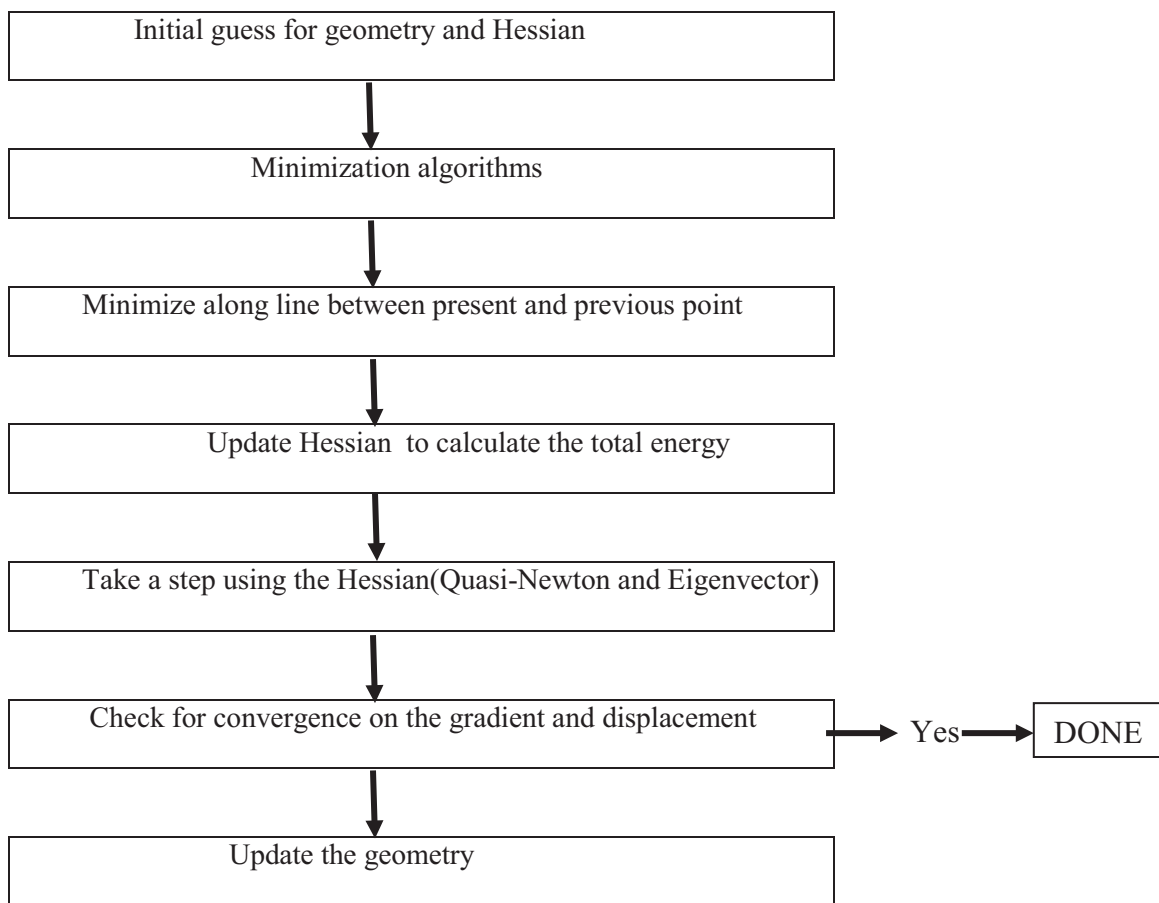 Initial guess for geometry and Hessian
Minimization algorithms
Minimize along line between present and previous point
Update Hessian  to calculate the total energy
Take a step using the Hessian(Quasi-Newton and Eigenvector)
Check for convergence on the gradient and displacement
Yes
DONE
Update the geometry